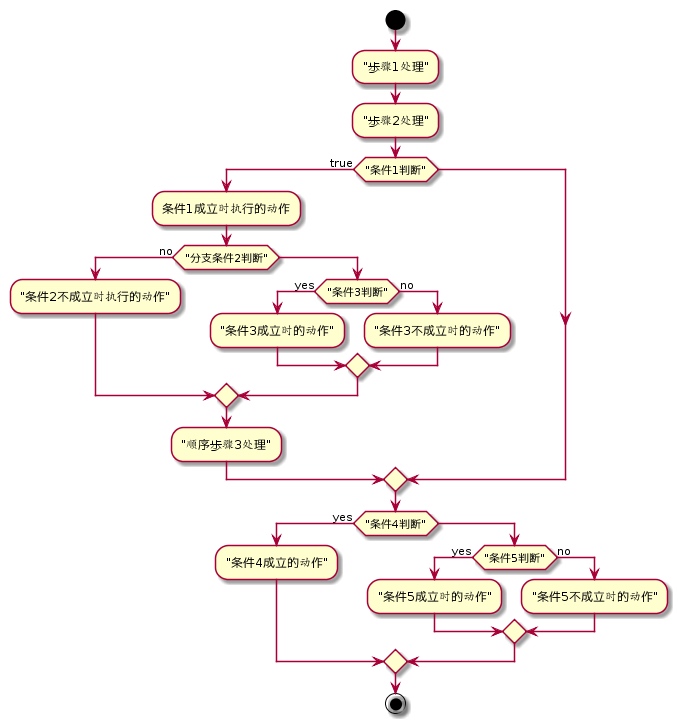 "步骤1处理"
"步骤2处理"
true
"条件1判断"
条件1成立时执行的动作
no
"分支条件2判断"
"条件2不成立时执行的动作"
yes
"条件3判断"
no
"条件3成立时的动作"
"条件3不成立时的动作"
"顺序步骤3处理"
yes
"条件4判断"
"条件4成立的动作"
yes
"条件5判断"
no
"条件5成立时的动作"
"条件5不成立时的动作"